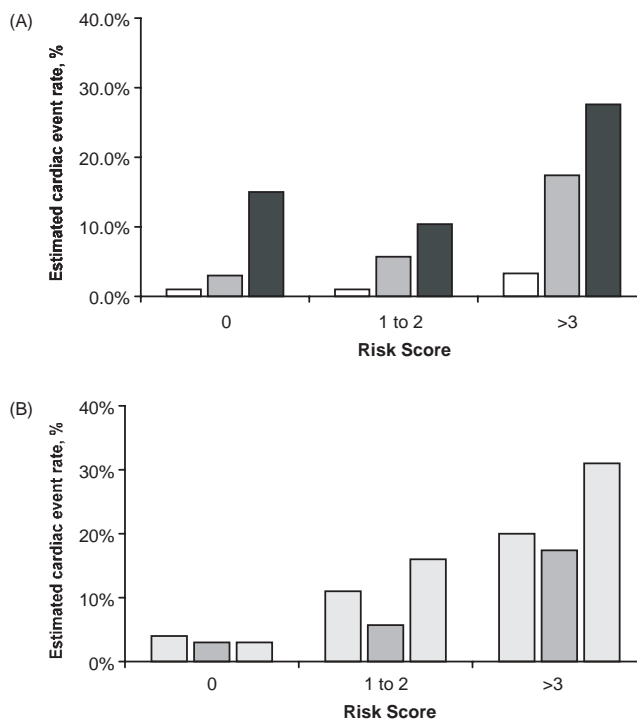 (A)
Estimated cardiac event rate, %
40.0%
30.0%
20.0%
10.0%
0.0%
0
1 to 2
>3
Risk Score
(B)
Estimated cardiac event rate, %
40%
30%
20%
10%
0%
0
1 to 2
>3
Risk Score